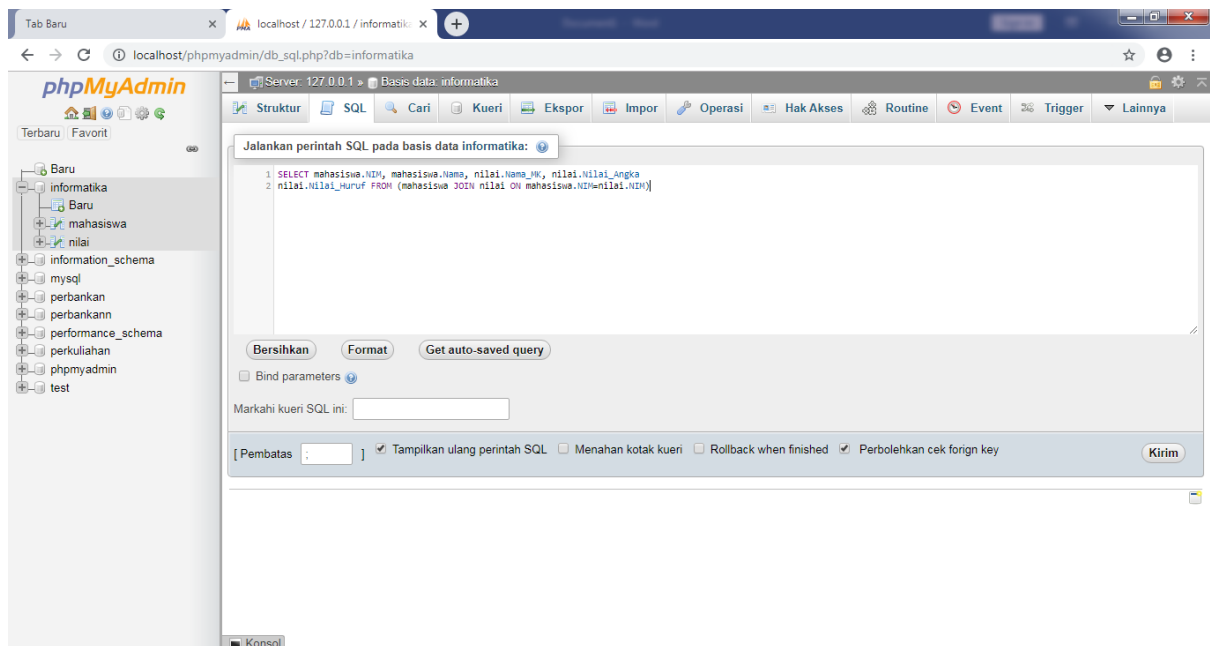 Tab Baru
localhost / 127.0.0.1 / informatik
localhost/phpmyadmin/db_sql.php?db=informatika
phpMyAdmin
Terbaru Favorit
Baru
informatika
Baru
mahasiswa
nilai
information_schema
mysql
perbankan
perbankann
performance_schema
perkuliahan
phpmyadmin
test
Server: 127.0.0.1 » Basis data: informatika
Struktur SQL Cari Kueri Ekspor Impor Operasi Hak Akses Routine Event Trigger Lainnya
Jalankan perintah SQL pada basis data informatika:
1 SELECT mahasiswa.NIM, mahasiswa.Nama, nilai.Nama_MK, nilai.Nilai_Angka
2 nilai.Nilai_Huruf FROM (mahasiswa JOIN nilai ON mahasiswa.NIM=nilai.NIM)
Bersihkan Format Get auto-saved query
Bind parameters
Markahi kueri SQL ini:
[ Pembatas ; ] Tampilkan ulang perintah SQL Menahan kotak kueri Rollback when finished Perbolehkan cek forign key Kirim
Konsol